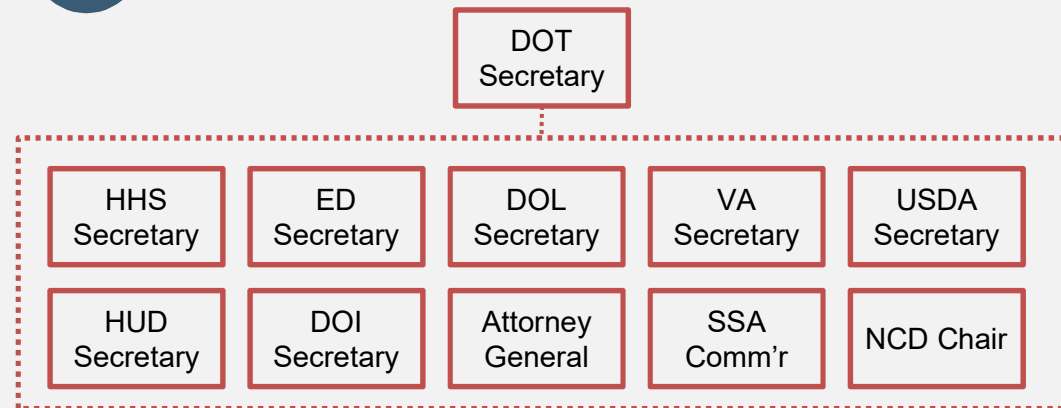 DOT
Secretary
HHS
Secretary
ED
Secretary
DOL
Secretary
VA
Secretary
USDA
Secretary
HUD
Secretary
DOI
Secretary
Attorney
General
SSA
Comm’r
NCD Chair